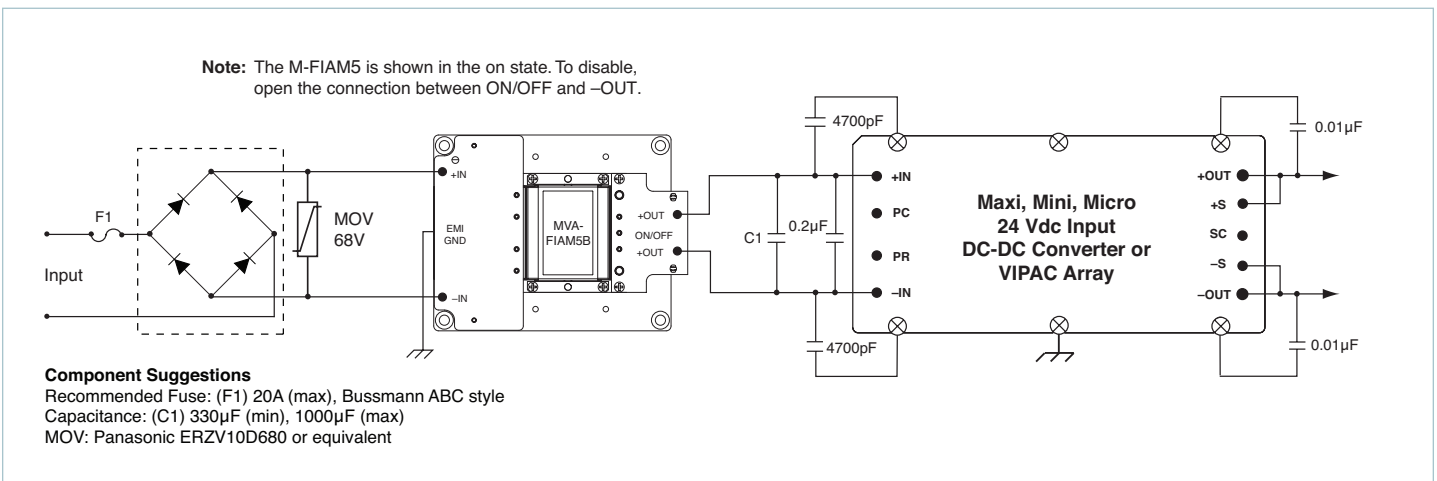 Note: The M-FIAM5 is shown in the on state. To disable,
open the connection between ON/OFF and –OUT.
F1
Input
MOV
68V
+IN
EMI
GND
–IN
MVA-
FIAM5B
+OUT
ON/OFF
+OUT
4700pF
C1
0.2µF
4700pF
+IN
PC
PR
–IN
Maxi, Mini, Micro
24 Vdc Input
DC-DC Converter or
VIPAC Array
+OUT
+S
SC
–S
–OUT
0.01µF
0.01µF
Component Suggestions
Recommended Fuse: (F1) 20A (max), Bussmann ABC style
Capacitance: (C1) 330µF (min), 1000µF (max)
MOV: Panasonic ERZV10D680 or equivalent